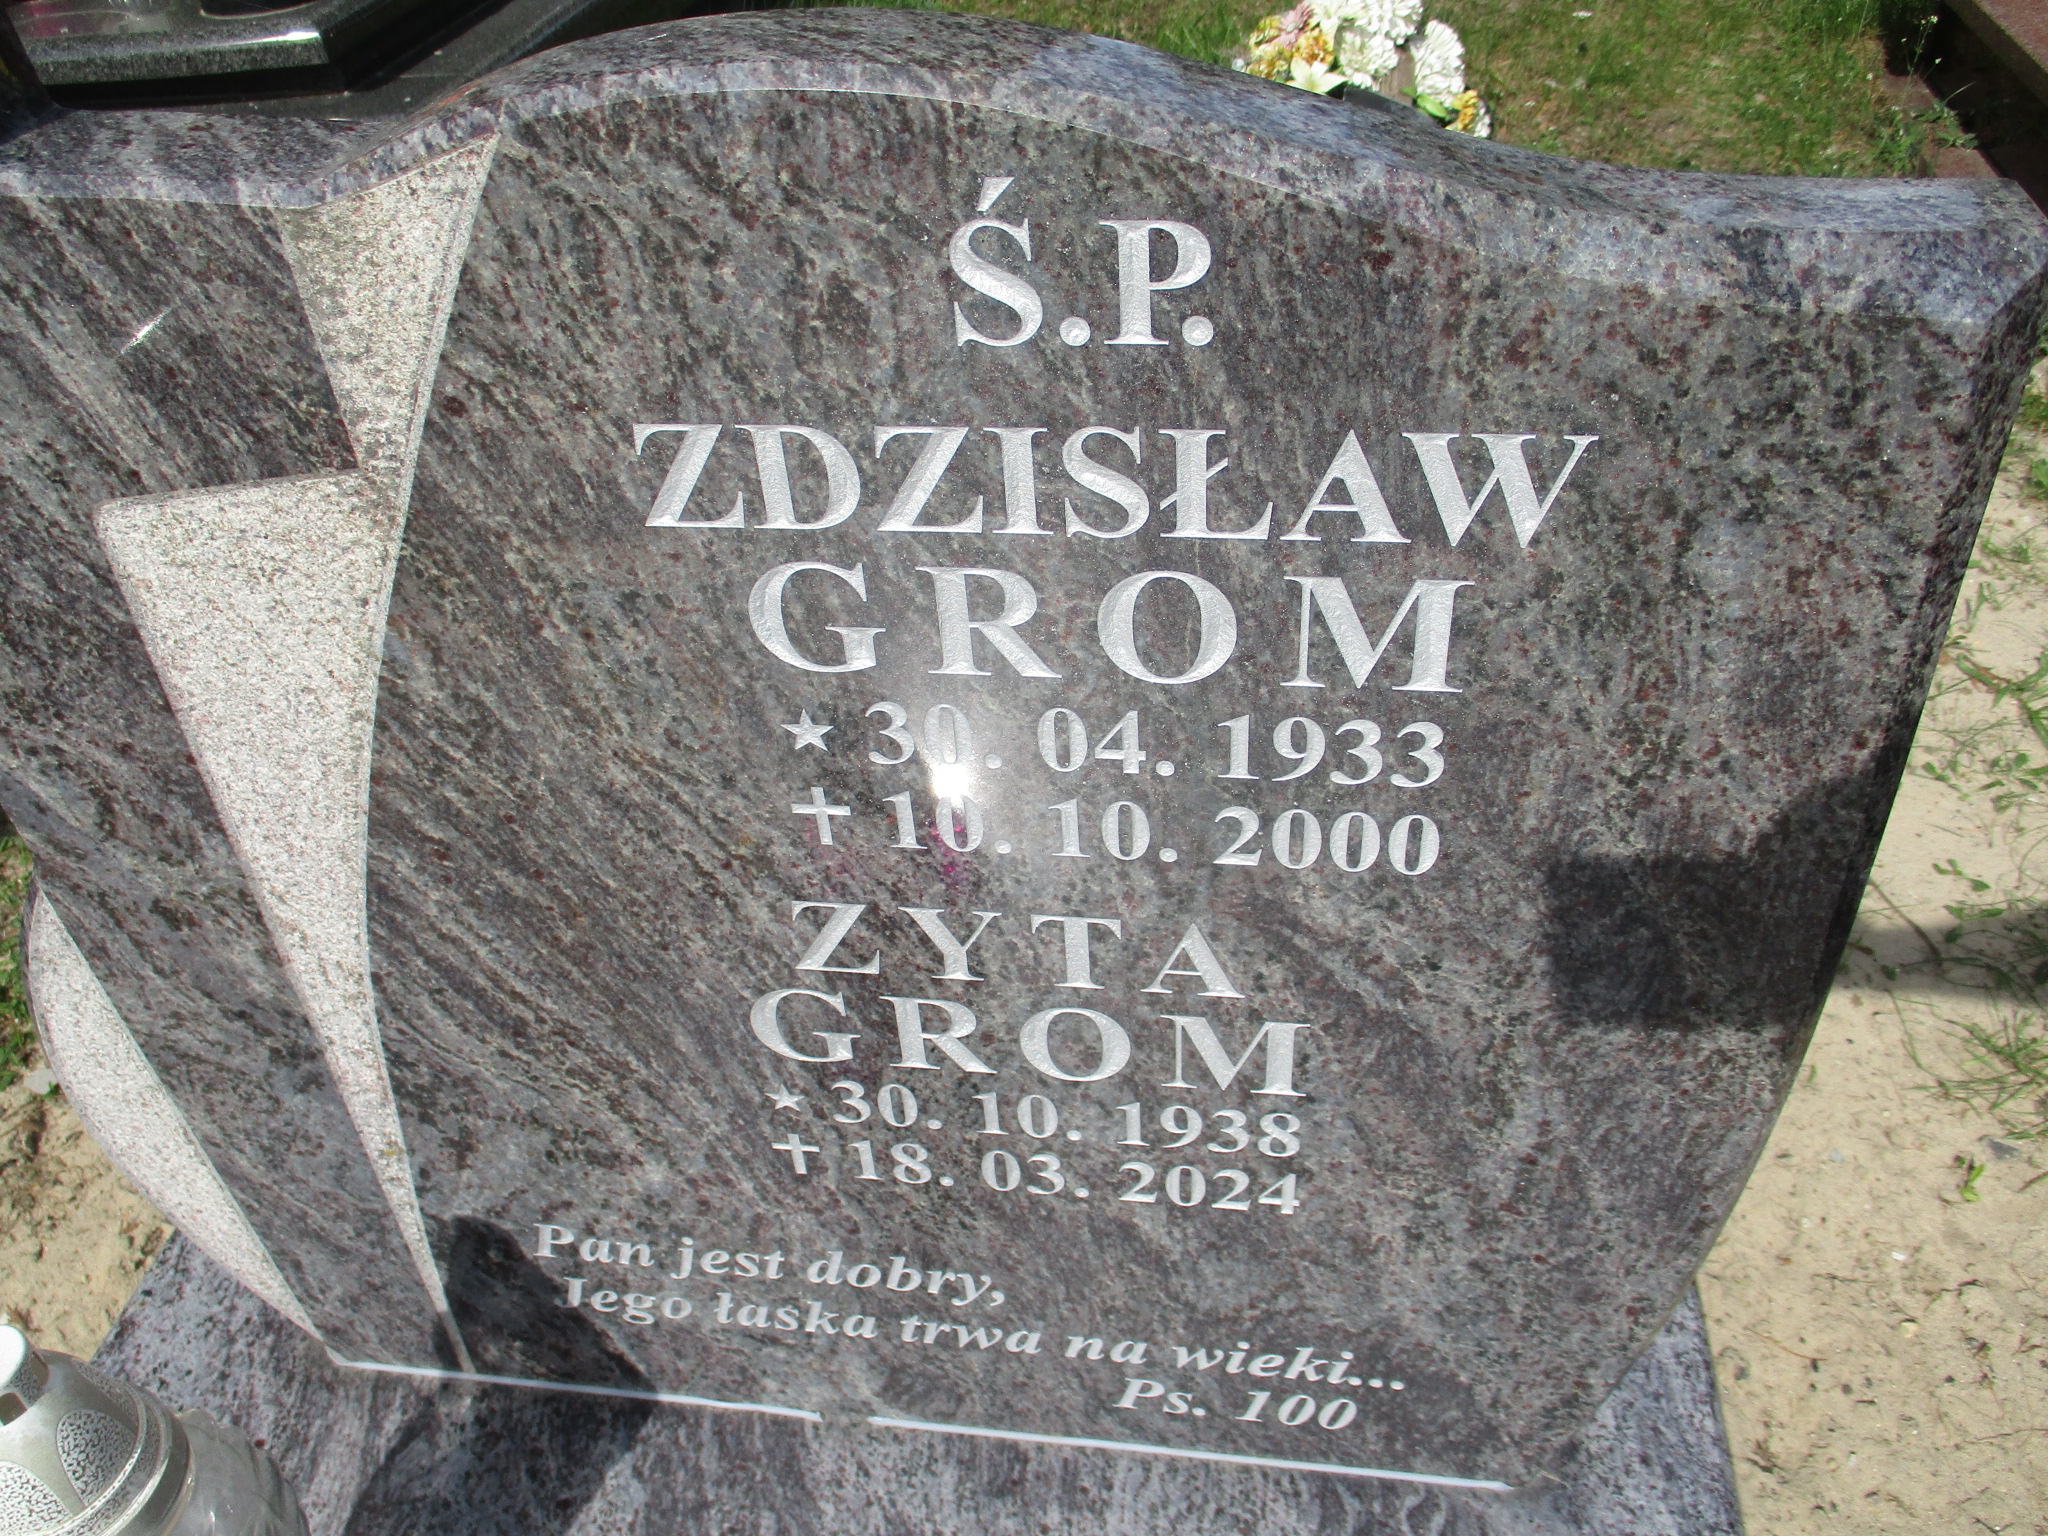 Ś.P.
ZDZISŁAW
GROM
★ 30. 04. 1933
✝ 10. 10. 2000
ZYTA
GROM
★ 30. 10. 1938
✝ 18. 03. 2024
Pan jest dobry,
Jego łaska trwa na wieki...
Ps. 100